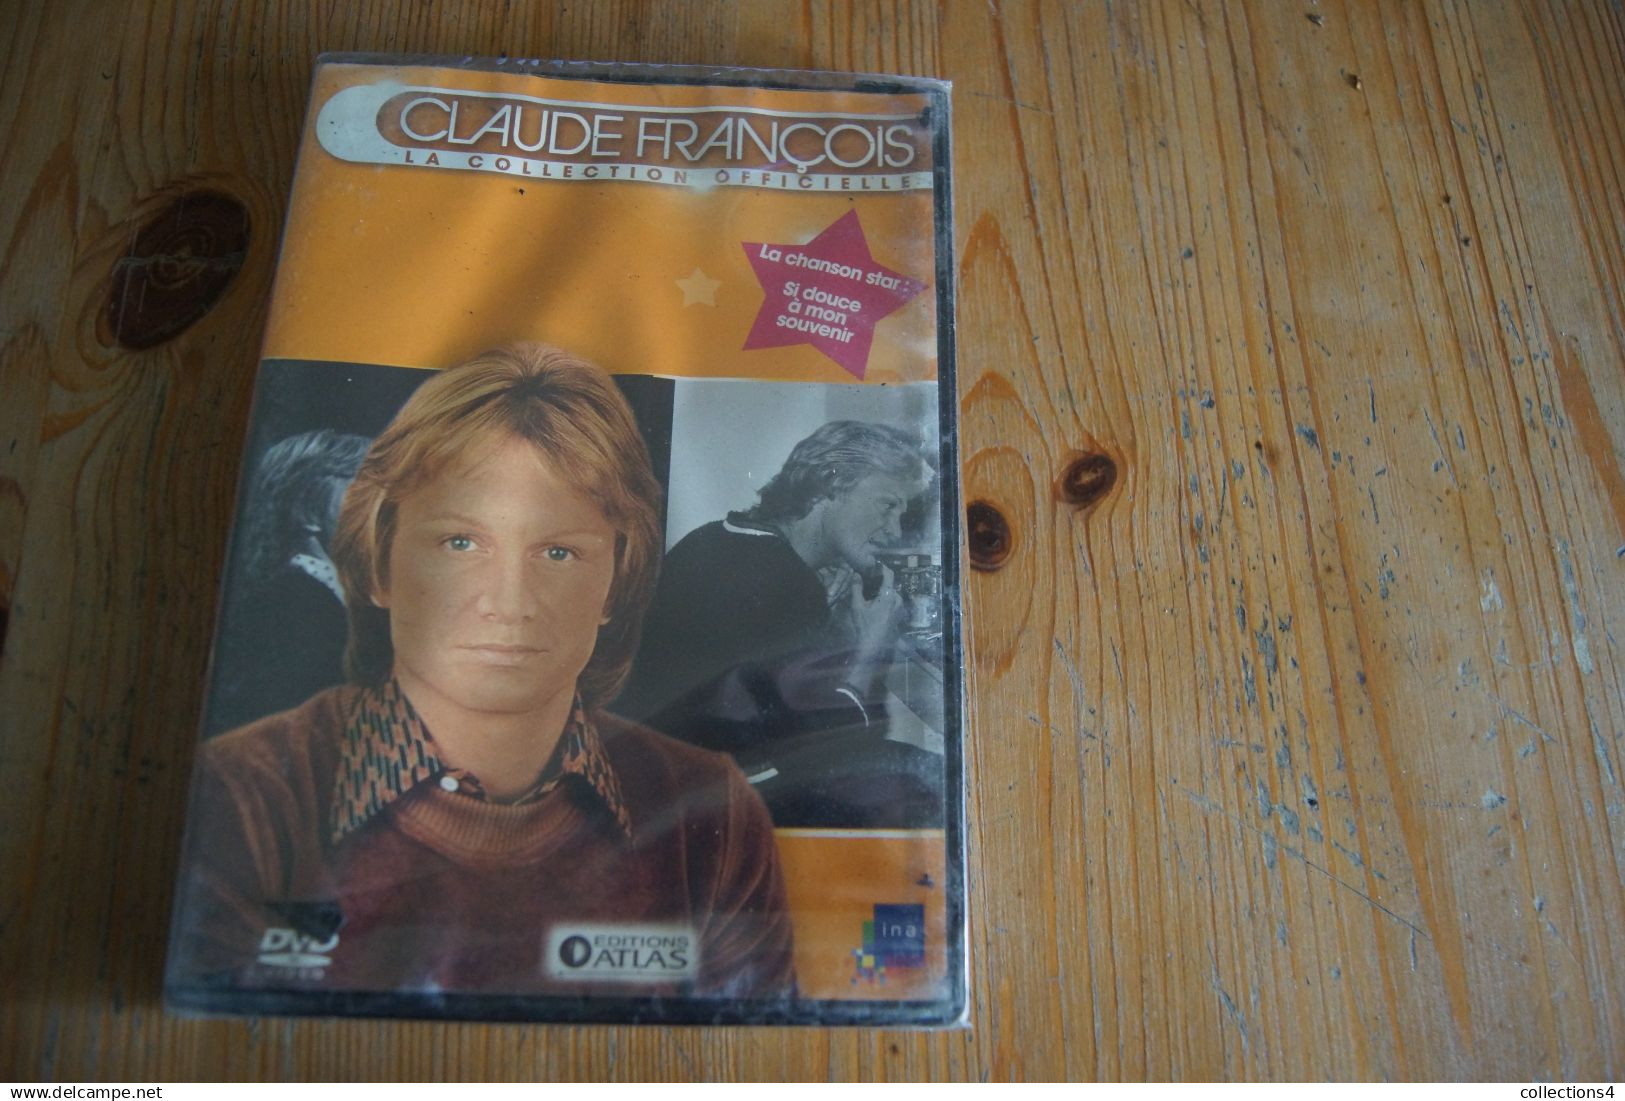 CLAUDE FRANÇOIS
LA COLLECTION OFFICIELLE
La chanson star :
Si douce
à mon
souvenir
DVD
VIDEO
EDITIONS
ATLAS
ina
delcampe.net
collections4